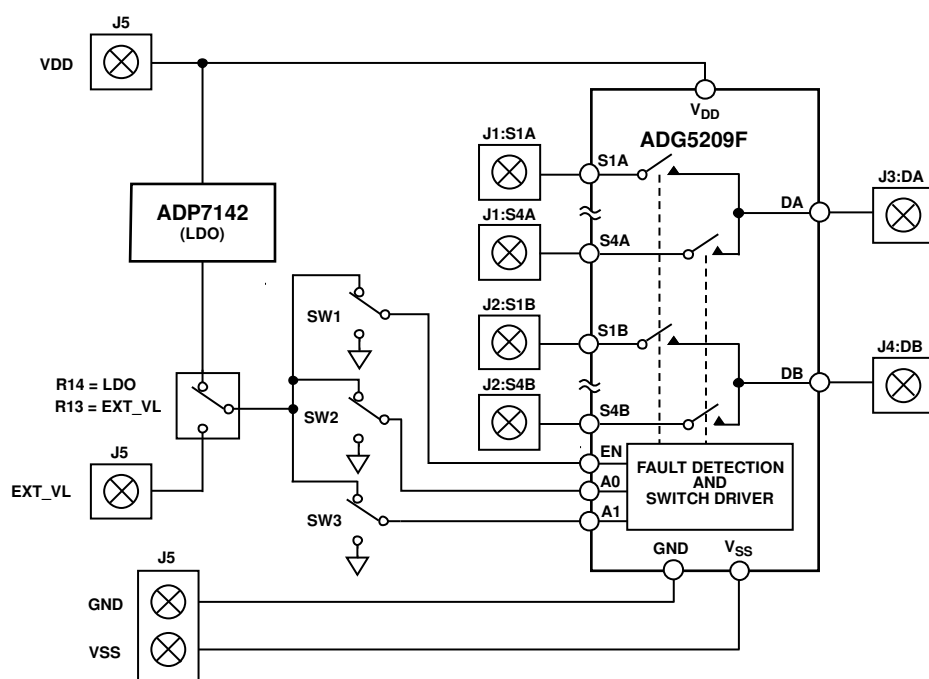 J5
VDD
VDD
ADG5209F
J1:S1A
S1A
J3:DA
DA
ADP7142
(LDO)
J1:S4A
S4A
J2:S1B
S1B
SW1
J4:DB
DB
R14 = LDO
R13 = EXT_VL
J2:S4B
S4B
SW2
J5
EXT_VL
EN
A0
A1
FAULT DETECTION
AND
SWITCH DRIVER
SW3
J5
GND
VSS
GND
VSS